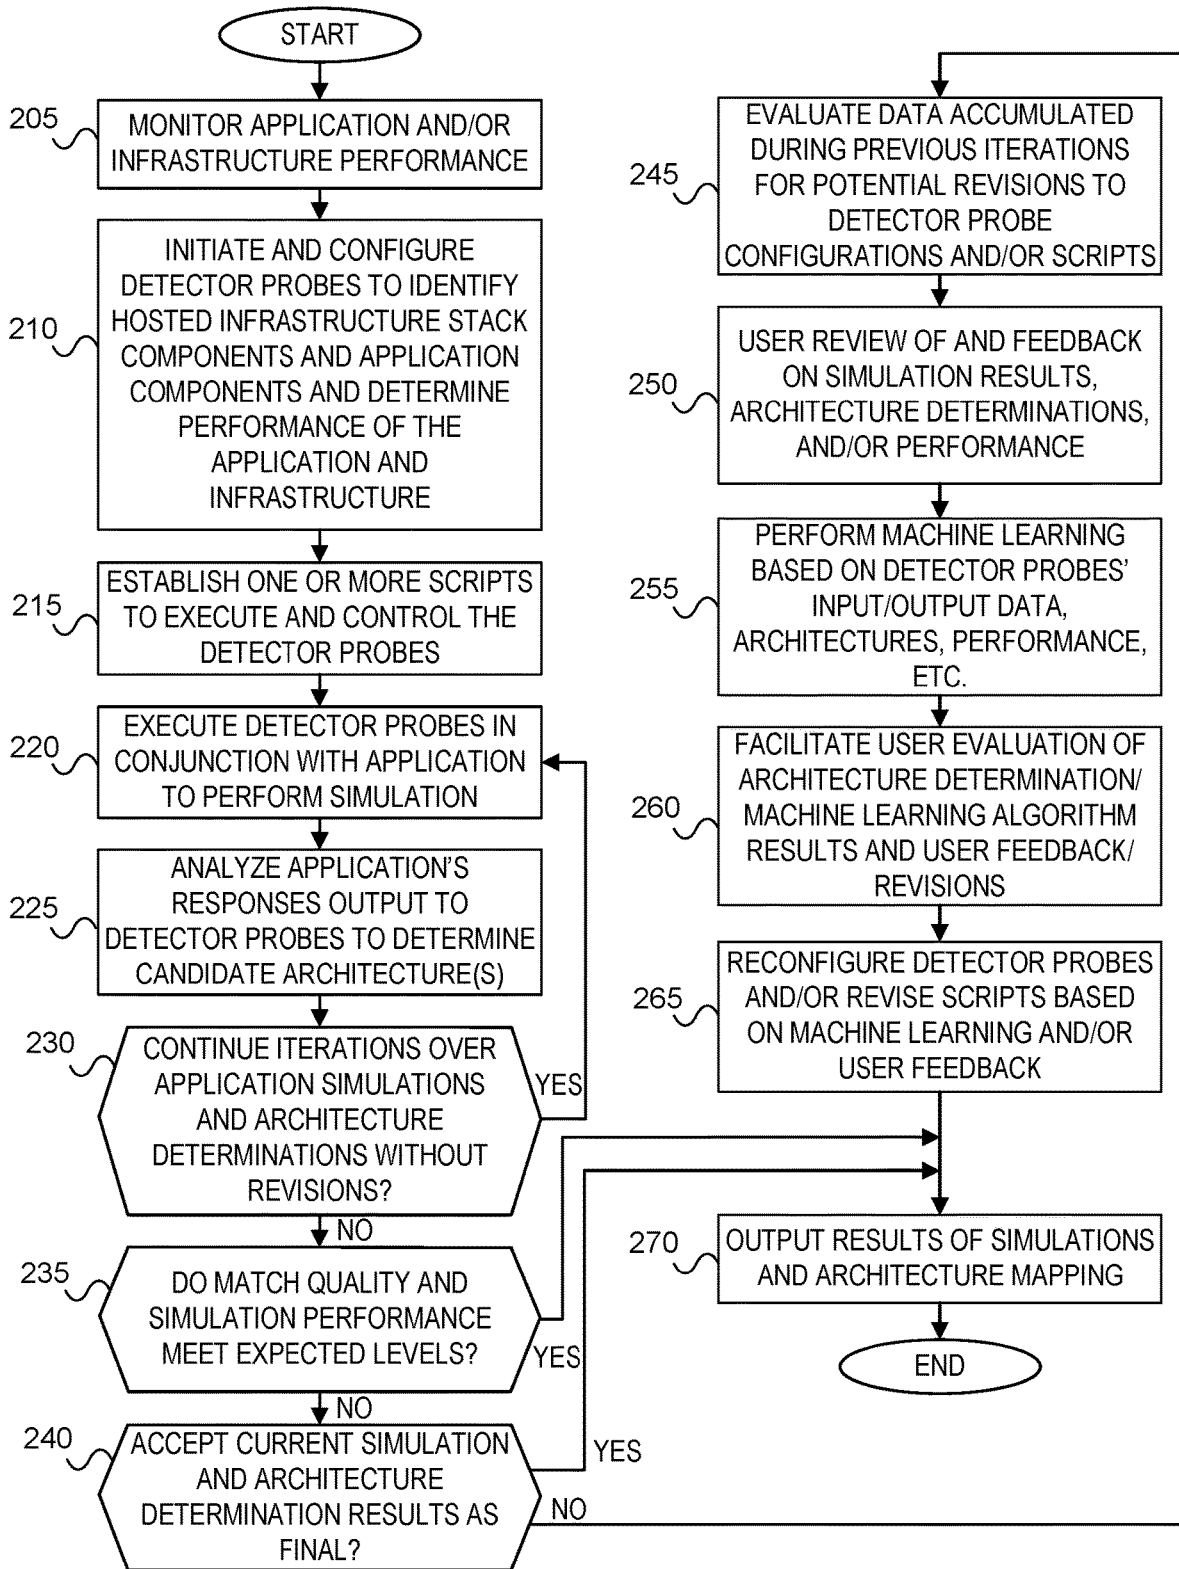 START
205
MONITOR APPLICATION AND/OR
INFRASTRUCTURE PERFORMANCE
210
INITIATE AND CONFIGURE
DETECTOR PROBES TO IDENTIFY
HOSTED INFRASTRUCTURE STACK
COMPONENTS AND APPLICATION
COMPONENTS AND DETERMINE
PERFORMANCE OF THE
APPLICATION AND
INFRASTRUCTURE
215
ESTABLISH ONE OR MORE SCRIPTS
TO EXECUTE AND CONTROL THE
DETECTOR PROBES
220
EXECUTE DETECTOR PROBES IN
CONJUNCTION WITH APPLICATION
TO PERFORM SIMULATION
225
ANALYZE APPLICATION'S
RESPONSES OUTPUT TO
DETECTOR PROBES TO DETERMINE
CANDIDATE ARCHITECTURE(S)
230
CONTINUE ITERATIONS OVER
APPLICATION SIMULATIONS
AND ARCHITECTURE
DETERMINATIONS WITHOUT
REVISIONS?
YES
NO
235
DO MATCH QUALITY AND
SIMULATION PERFORMANCE
MEET EXPECTED LEVELS?
YES
NO
240
ACCEPT CURRENT SIMULATION
AND ARCHITECTURE
DETERMINATION RESULTS AS
FINAL?
YES
NO
245
EVALUATE DATA ACCUMULATED
DURING PREVIOUS ITERATIONS
FOR POTENTIAL REVISIONS TO
DETECTOR PROBE
CONFIGURATIONS AND/OR SCRIPTS
250
USER REVIEW OF AND FEEDBACK
ON SIMULATION RESULTS,
ARCHITECTURE DETERMINATIONS,
AND/OR PERFORMANCE
255
PERFORM MACHINE LEARNING
BASED ON DETECTOR PROBES'
INPUT/OUTPUT DATA,
ARCHITECTURES, PERFORMANCE,
ETC.
260
FACILITATE USER EVALUATION OF
ARCHITECTURE DETERMINATION/
MACHINE LEARNING ALGORITHM
RESULTS AND USER FEEDBACK/
REVISIONS
265
RECONFIGURE DETECTOR PROBES
AND/OR REVISE SCRIPTS BASED
ON MACHINE LEARNING AND/OR
USER FEEDBACK
270
OUTPUT RESULTS OF SIMULATIONS
AND ARCHITECTURE MAPPING
END